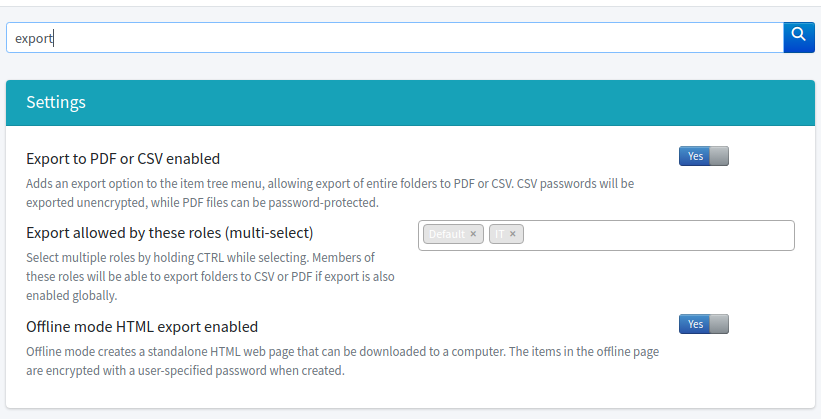 export
Settings
Export to PDF or CSV enabled
Yes
Adds an export option to the item tree menu, allowing export of entire folders to PDF or CSV. CSV passwords will be
exported unencrypted, while PDF files can be password-protected.
Export allowed by these roles (multi-select)
Default × IT ×
Select multiple roles by holding CTRL while selecting. Members of
these roles will be able to export folders to CSV or PDF if export is also
enabled globally.
Offline mode HTML export enabled
Yes
Offline mode creates a standalone HTML web page that can be downloaded to a computer. The items in the offline page
are encrypted with a user-specified password when created.